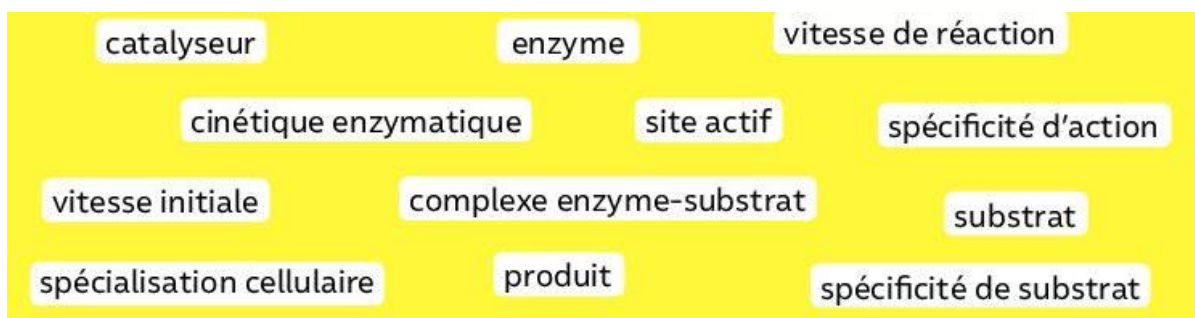 catalyseur
enzyme
vitesse de réaction
cinétique enzymatique
site actif
spécificité d'action
vitesse initiale
complexe enzyme-substrat
substrat
spécialisation cellulaire
produit
spécificité de substrat